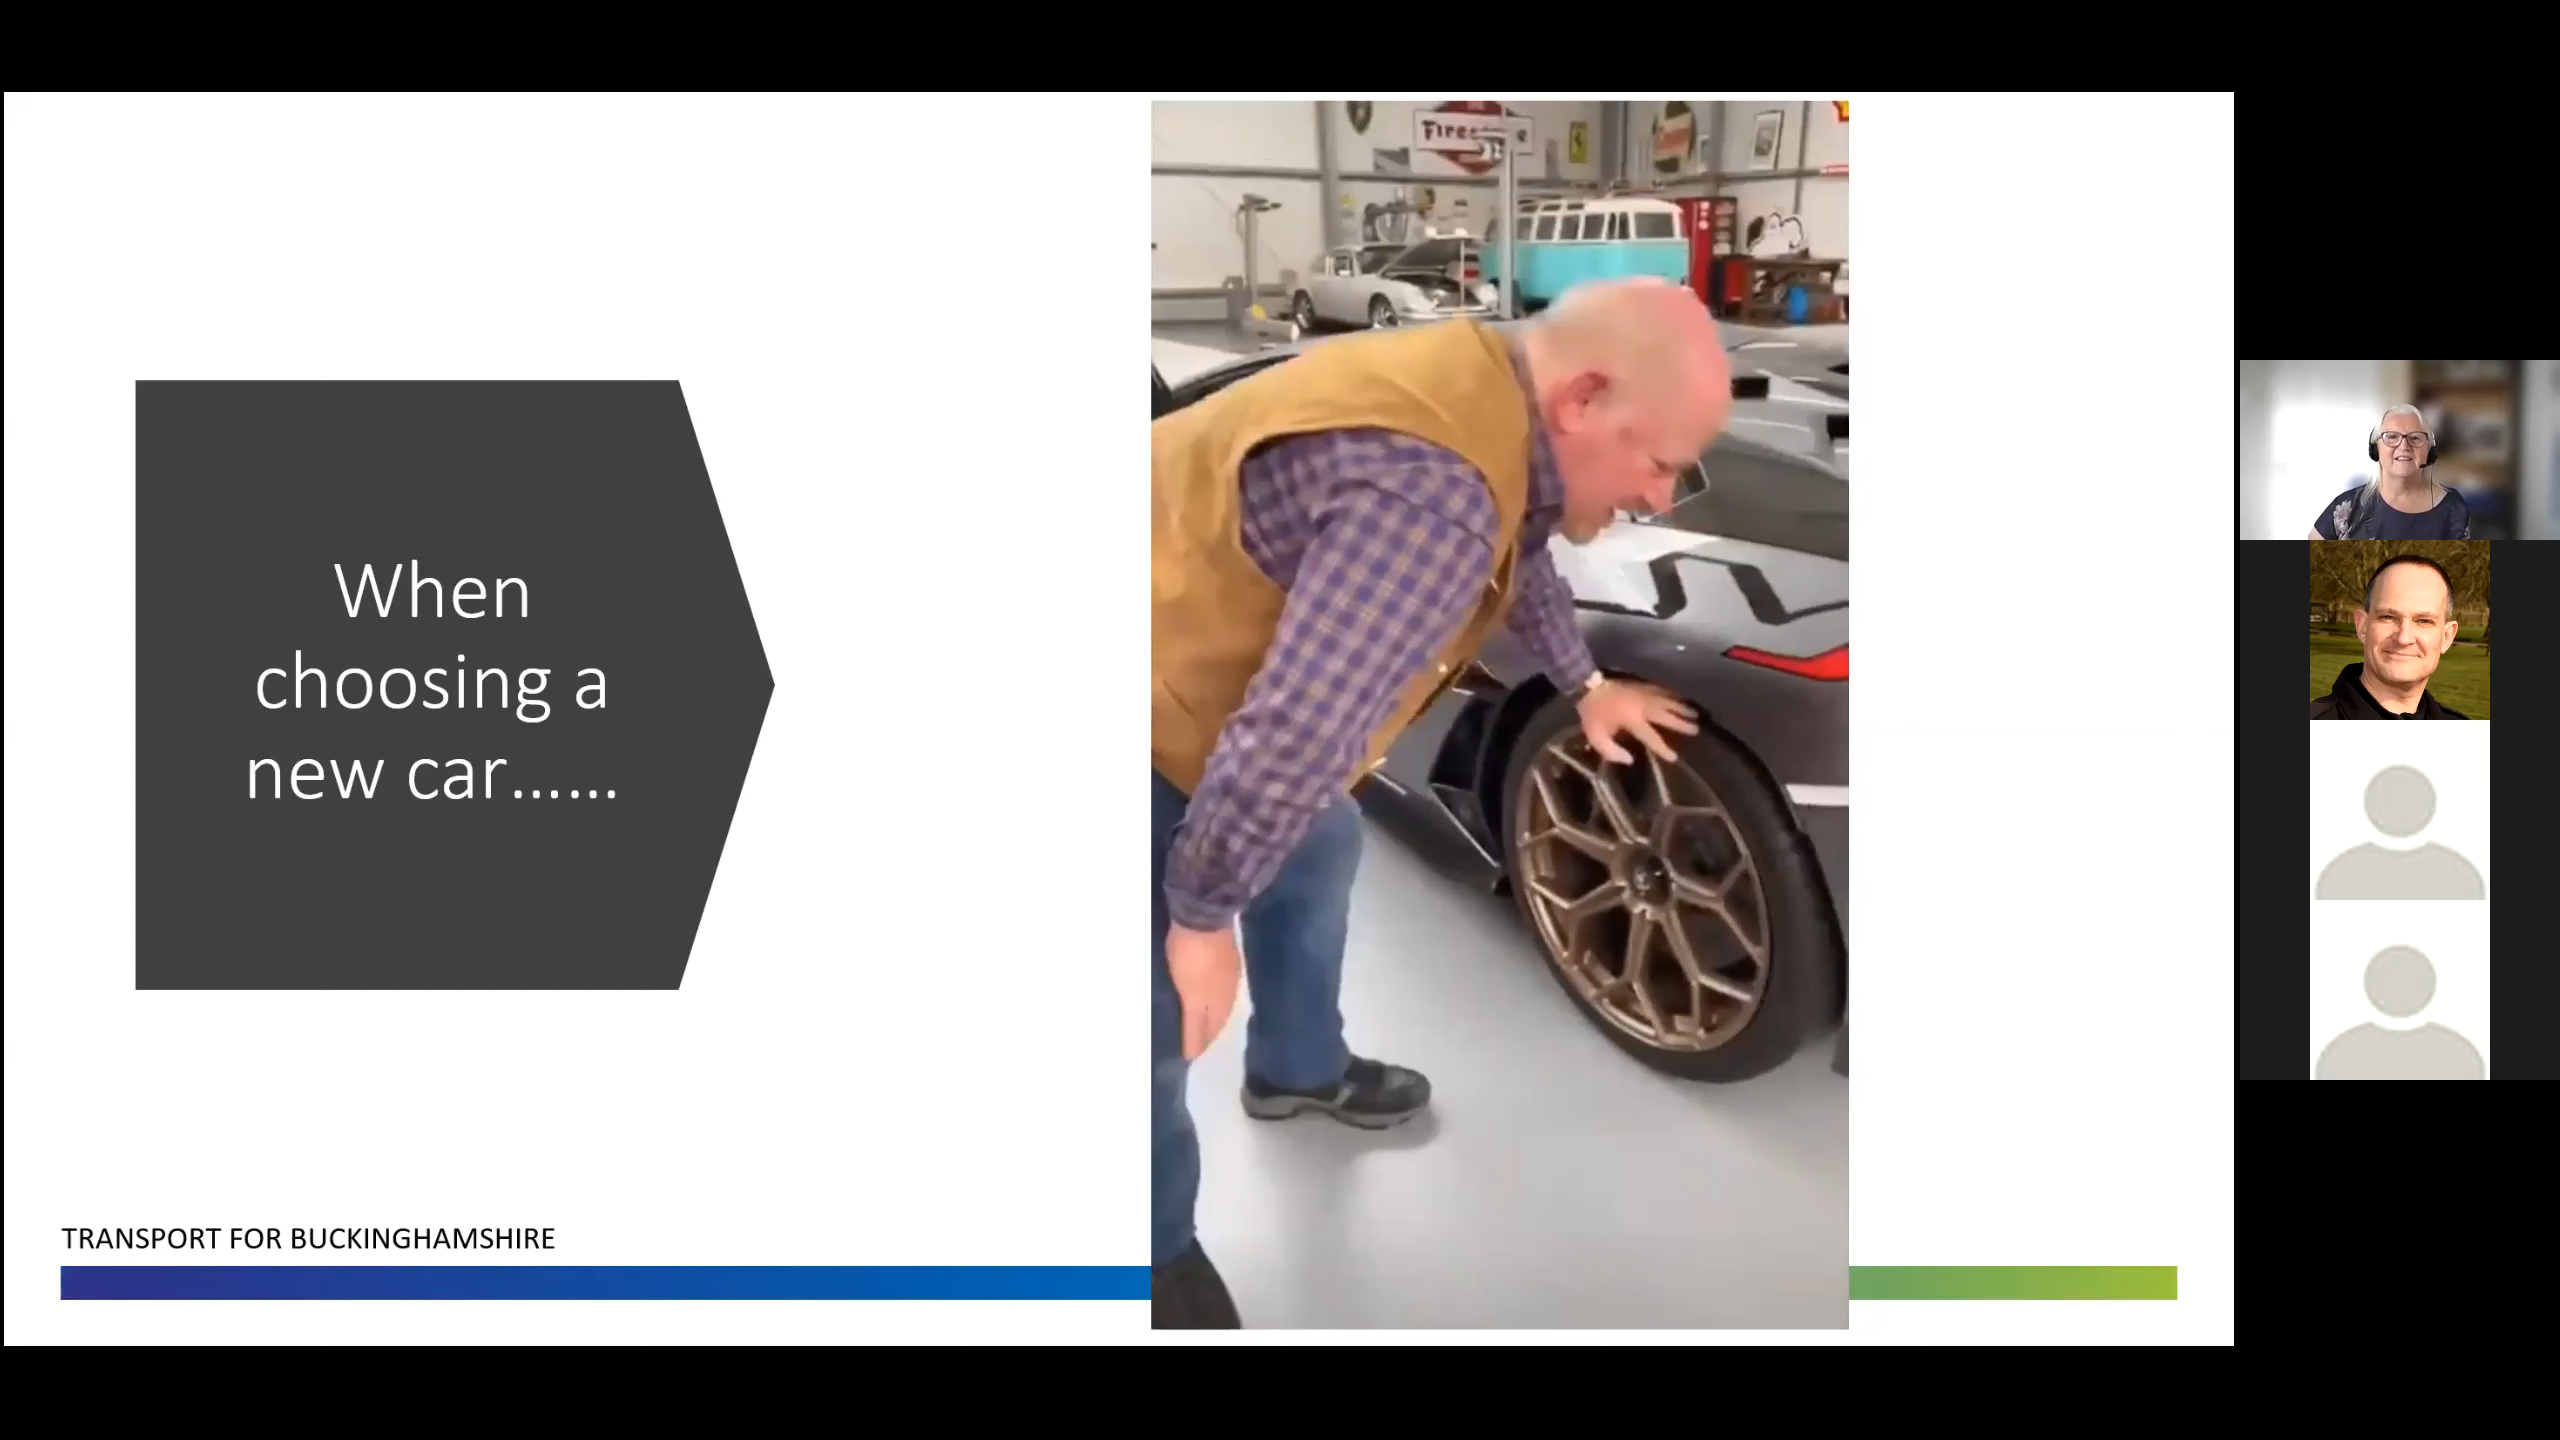 When
choosing a
new car......
TRANSPORT FOR BUCKINGHAMSHIRE